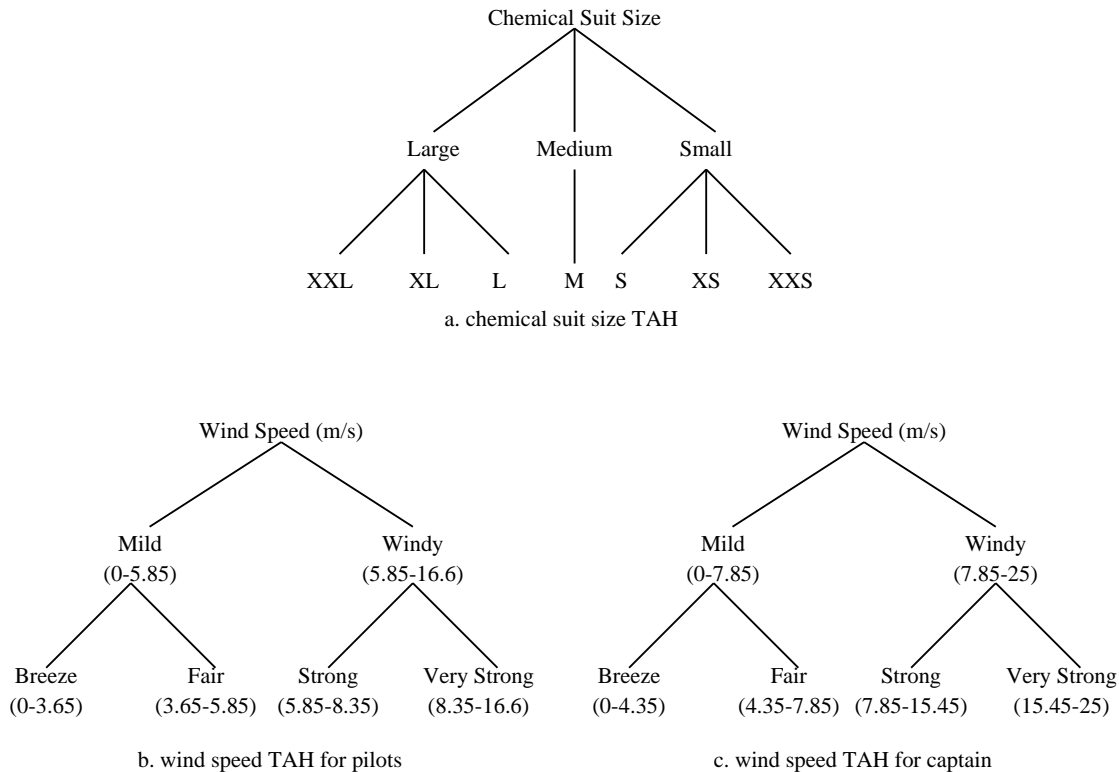 Chemical Suit Size
Large Medium Small
XXL XL L M S XS XXS
a. chemical suit size TAH
Wind Speed (m/s)
Mild Windy
(0-5.85) (5.85-16.6)
Breeze Fair Strong Very Strong
(0-3.65) (3.65-5.85) (5.85-8.35) (8.35-16.6)
b. wind speed TAH for pilots
Wind Speed (m/s)
Mild Windy
(0-7.85) (7.85-25)
Breeze Fair Strong Very Strong
(0-4.35) (4.35-7.85) (7.85-15.45) (15.45-25)
c. wind speed TAH for captain